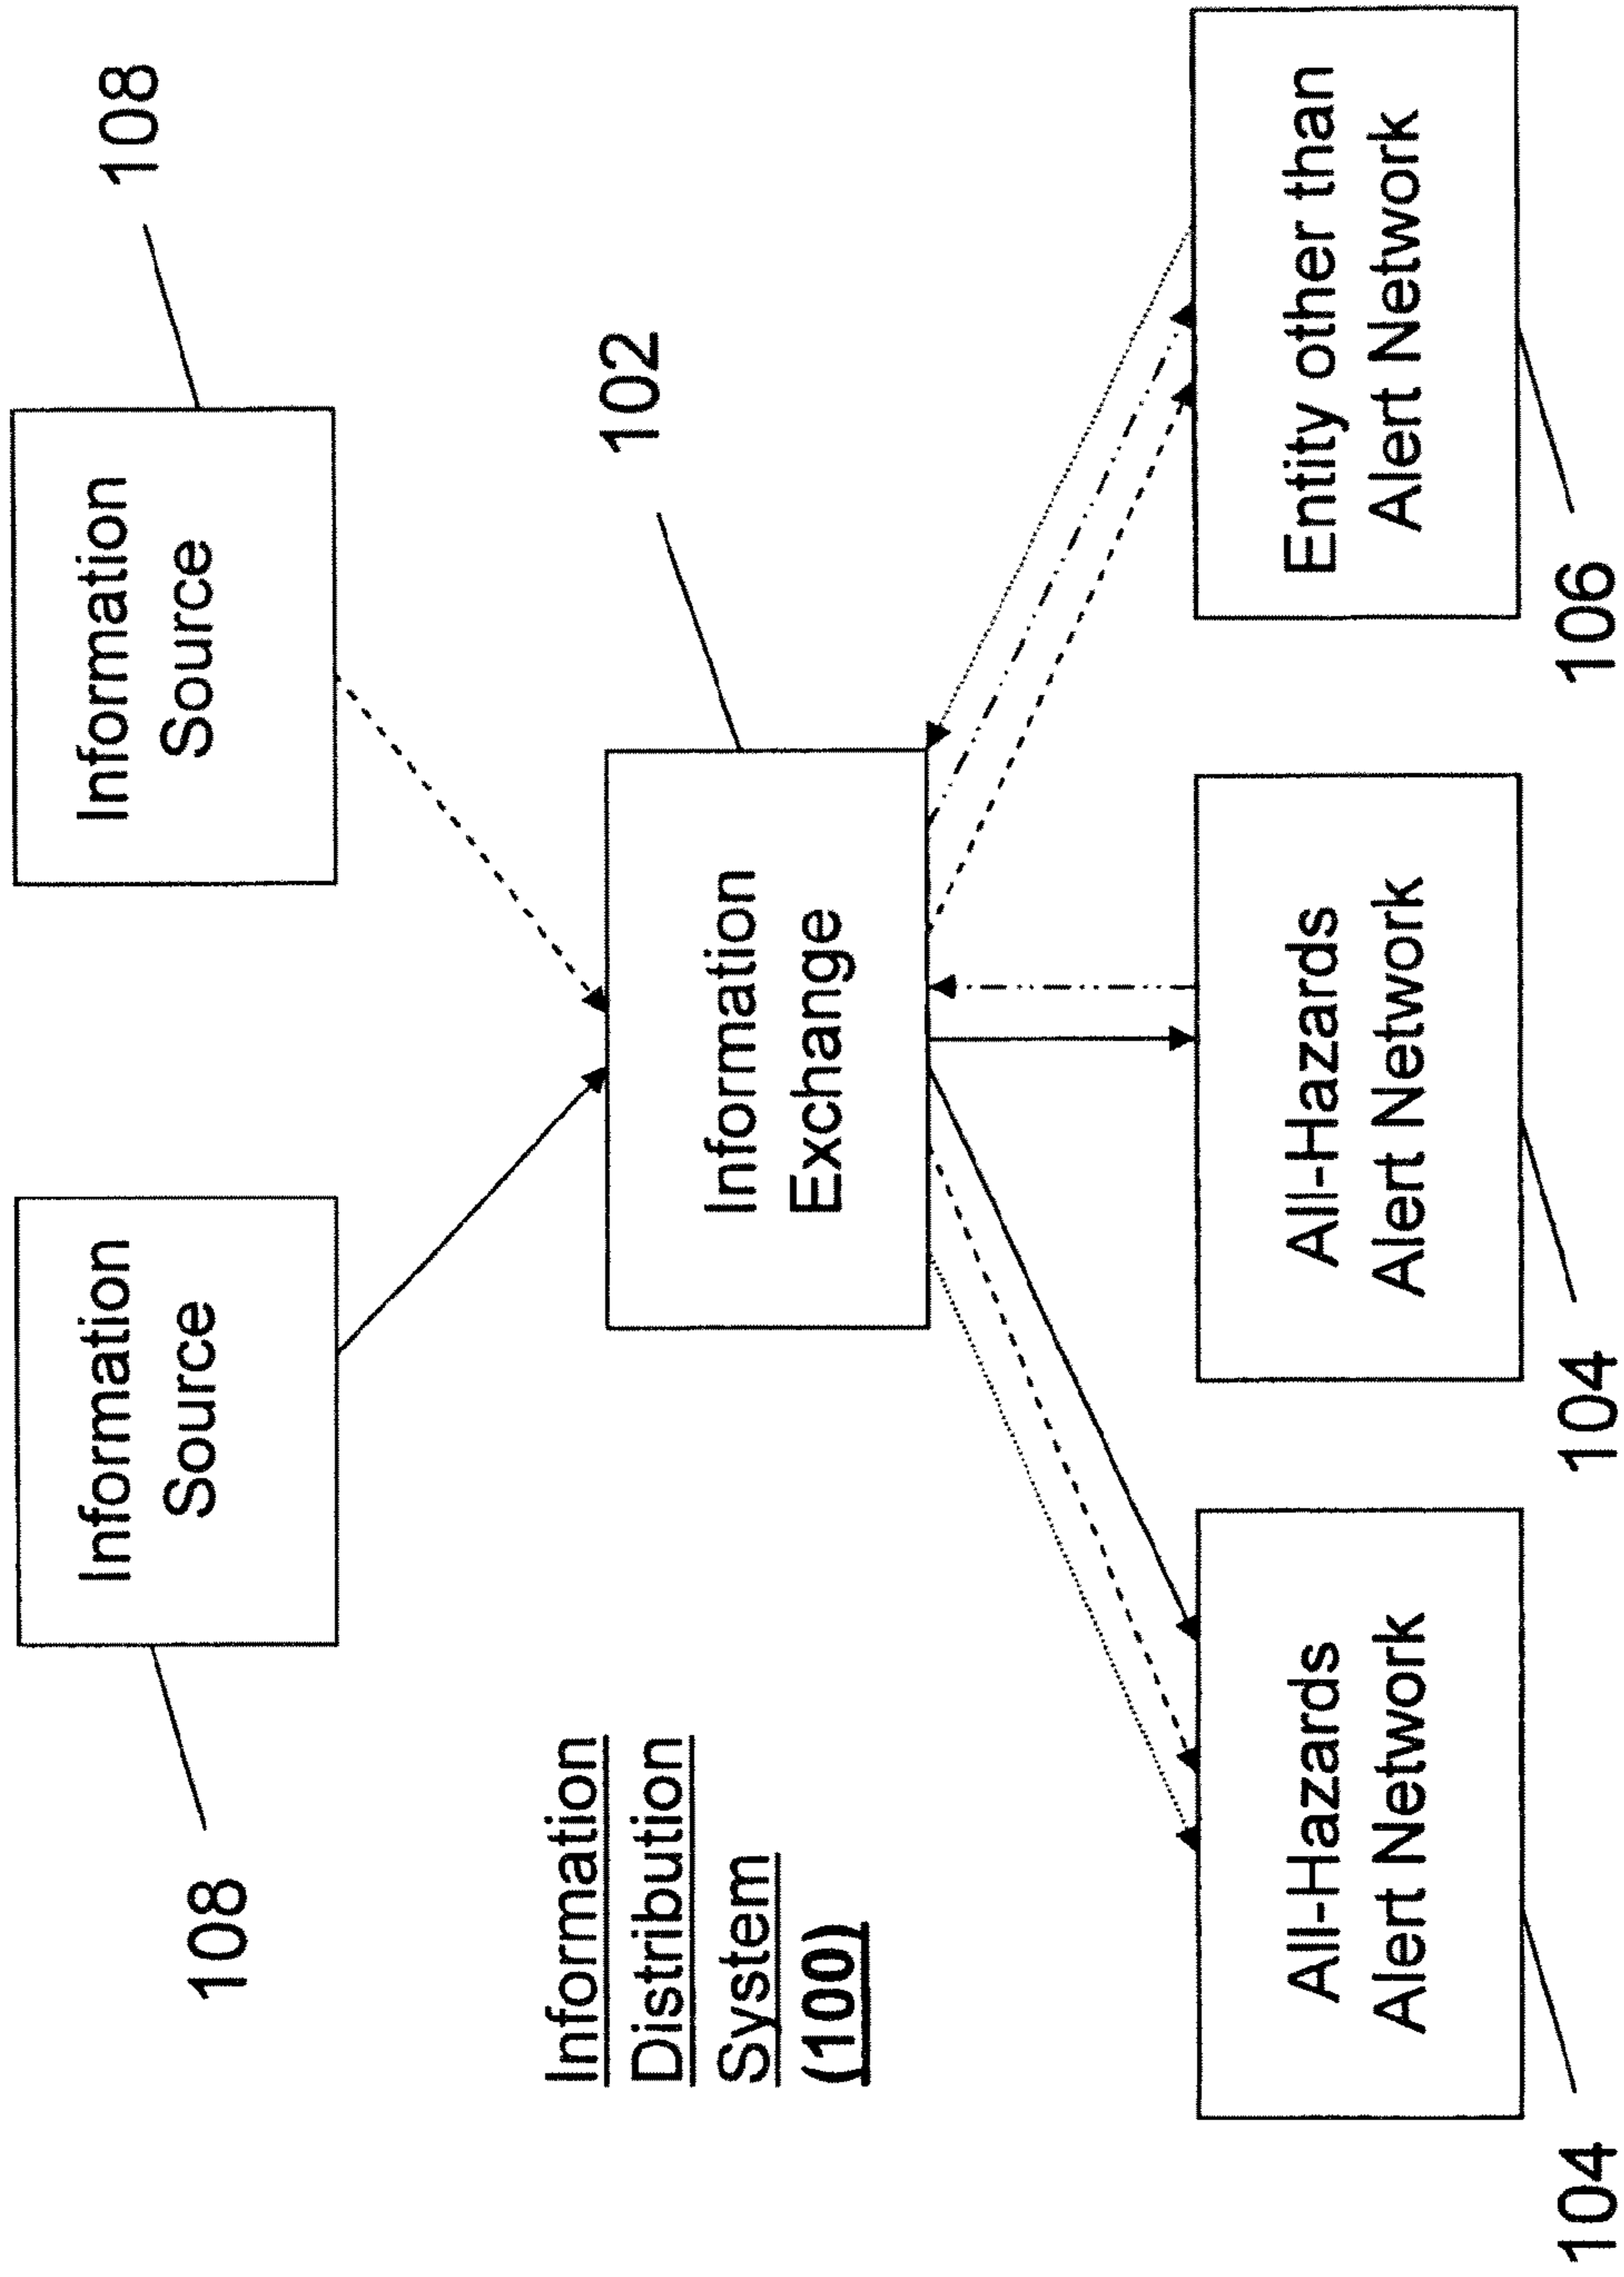 108
Information
Source
Information
Source
108
Information
Distribution
System
(100)
Information
Exchange
102
All-Hazards
Alert Network
All-Hazards
Alert Network
Entity other than
Alert Network
104
104
106